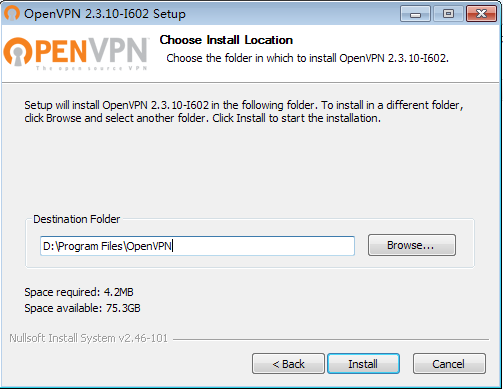 OpenVPN 2.3.10-I602 Setup
OPENVPN
The open source VPN
Choose Install Location
Choose the folder in which to install OpenVPN 2.3.10-I602.
Setup will install OpenVPN 2.3.10-I602 in the following folder. To install in a different folder,
click Browse and select another folder. Click Install to start the installation.
Destination Folder
D:\Program Files\OpenVPN
Browse...
Space required: 4.2MB
Space available: 75.3GB
Nullsoft Install System v2.46-101
< Back
Install
Cancel